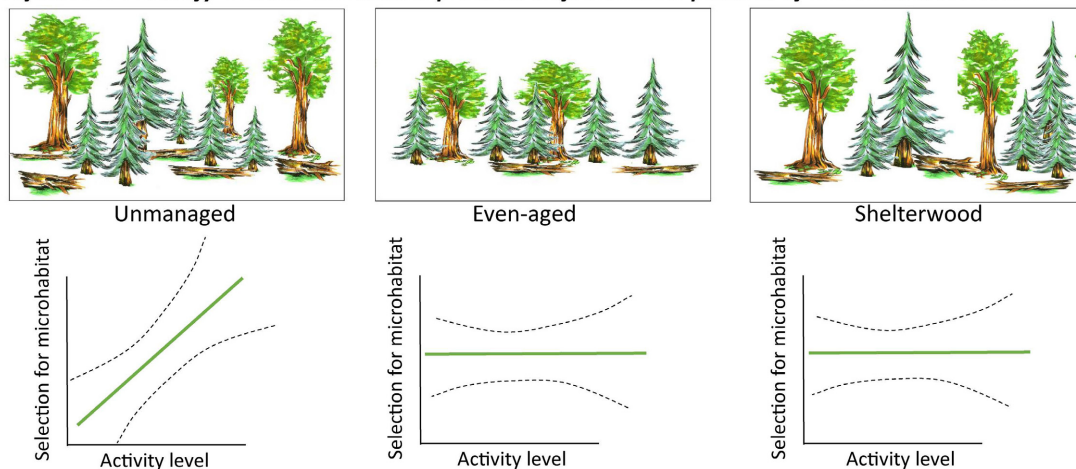 Unmanaged
Even-aged
Shelterwood
Selection for microhabitat
Activity level
Selection for microhabitat
Activity level
Selection for microhabitat
Activity level